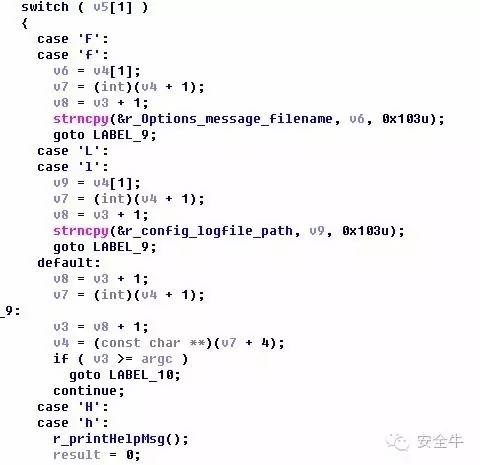 switch ( v5[1] )
{
case 'F':
case 'f':
v6 = v4[1];
v7 = (int)(v4 + 1);
v8 = v3 + 1;
strncpy(&r_Options_message_filename, v6, 0x103u);
goto LABEL_9;
case 'L':
case 'l':
v9 = v4[1];
v7 = (int)(v4 + 1);
v8 = v3 + 1;
strncpy(&r_config_logfile_path, v9, 0x103u);
goto LABEL_9;
default:
v8 = v3 + 1;
v7 = (int)(v4 + 1);
_9:
v3 = v8 + 1;
v4 = (const char **)(v7 + 4);
if ( v3 >= argc )
goto LABEL_10;
continue;
case 'H':
case 'h':
r_printHelpMsg();
result = 0;
安全牛